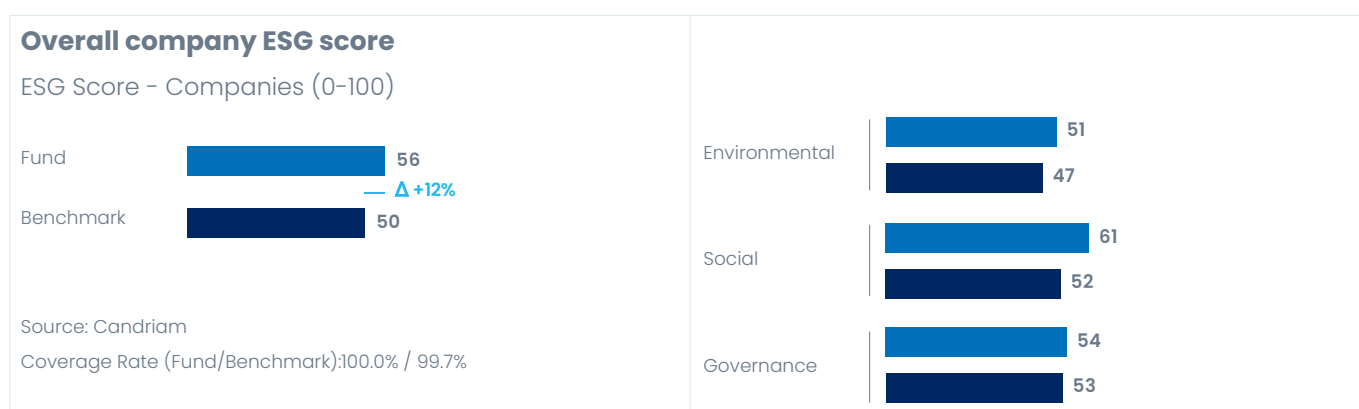 Overall company ESG score
ESG Score - Companies (0-100)
Fund
56
Δ +12%
Benchmark
50
Source: Candriam
Coverage Rate (Fund/Benchmark):100.0% / 99.7%
Environmental
51
47
Social
61
52
Governance
54
53